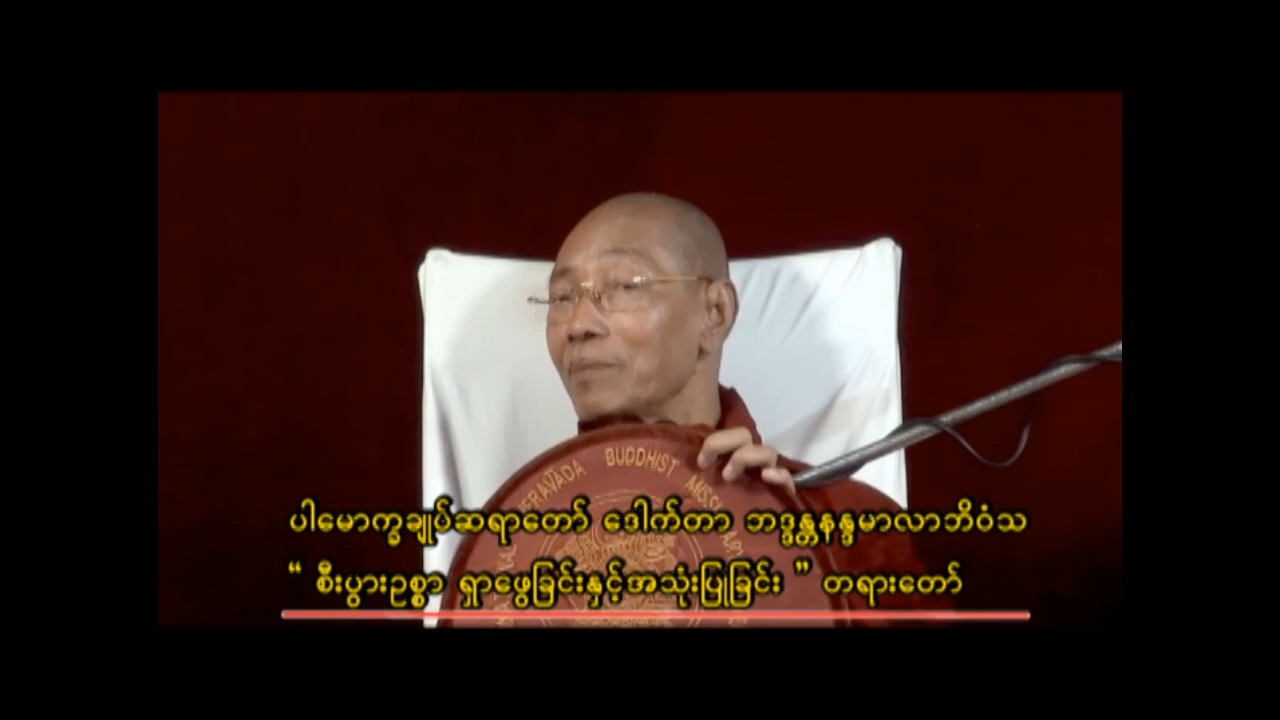 BUDDHIST
ပါမောက္ခချုပ်ဆရာတော် ဒေါက်တာ ဘဒ္ဒန္တနန္ဒမာလာဘိဝံသ
“ စီးပွားဥစ္စာ ရှာဖွေခြင်းနှင့်အသုံးပြုခြင်း ” တရားတော်